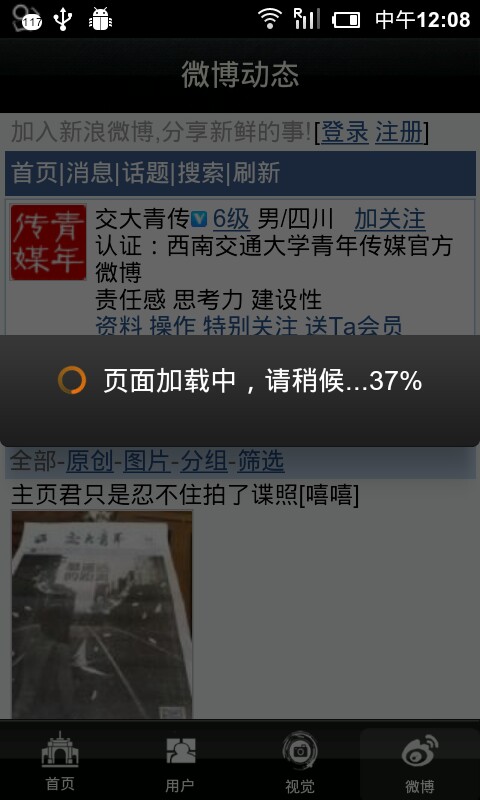 117
R
中午12:08
微博动态
加入新浪微博,分享新鲜的事![登录 注册]
首页|消息|话题|搜索|刷新
青年传媒
交大青传 6级 男/四川 加关注
认证：西南交通大学青年传媒官方
微博
责任感 思考力 建设性
资料 操作 特别关注 送Ta会员
页面加载中，请稍候...37%
全部-原创-图片-分组-筛选
主页君只是忍不住拍了谍照[嘻嘻]
交大青年
首页
用户
视觉
微博